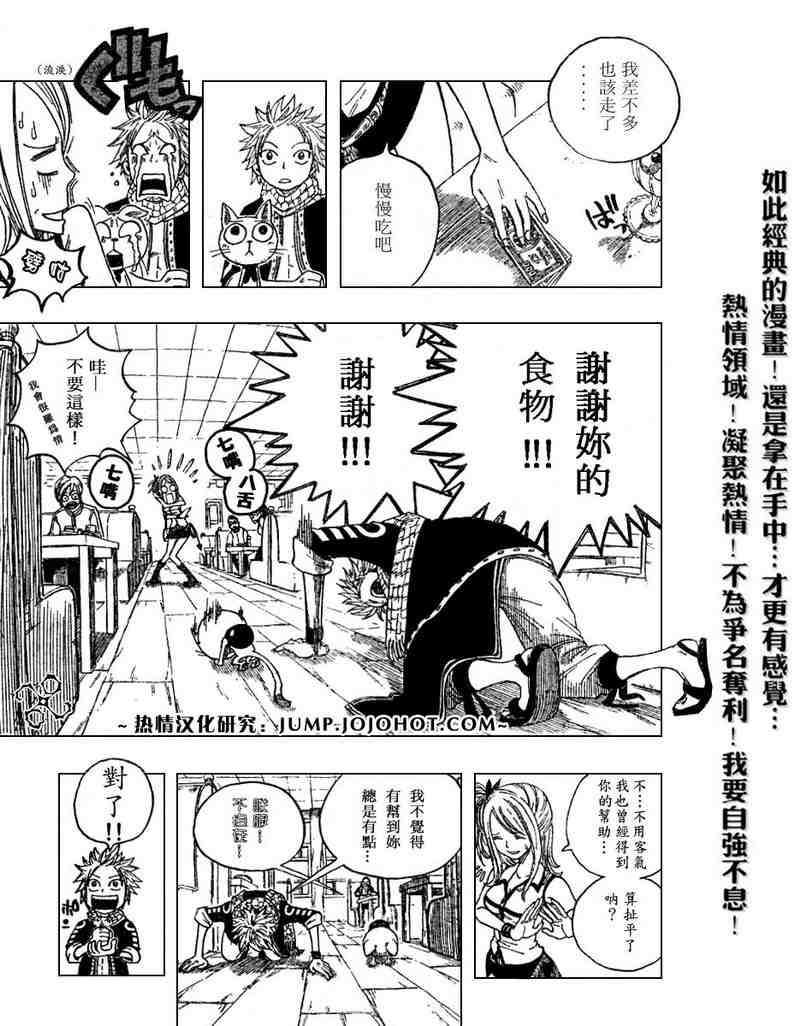 我差不多
也該走了
……
慢慢吃吧
ばっ
(流淚)
謝謝妳的
食物!!!
謝謝!!!
哇—
不要這樣!
我會很難為情
七嘴
八舌
七嘴
~热情汉化研究:JUMP.JOJOHOT.COM~
不…不用客氣
我也曾經得到
你的幫助…
算扯平了
吶?
我不覺得
有幫到妳
總是有點…
對了!!
如此經典的漫畫!還是拿在手中…才更有感覺…
熱情領域!凝聚熱情!不為爭名奪利!我要自強不息!